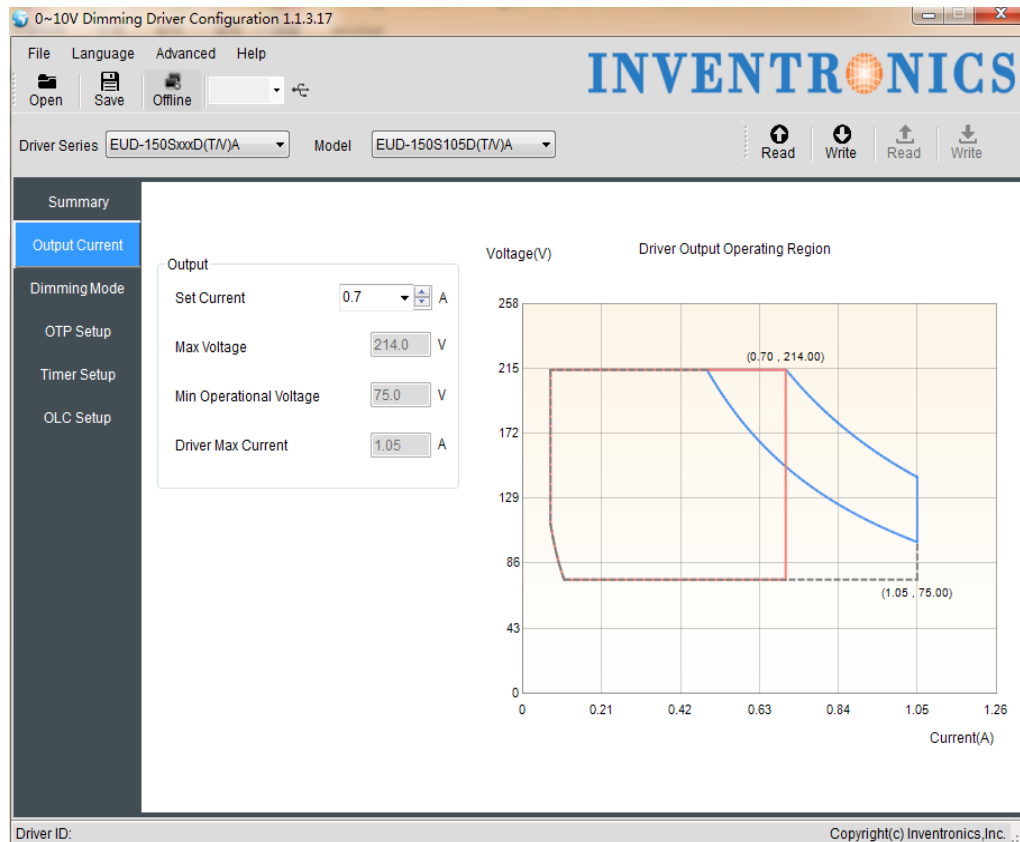 0~10V Dimming Driver Configuration 1.1.3.17
File Language Advanced Help
Open Save Offline
INVENTRONICS
Driver Series EUD-150SxxxD(T/V)A Model EUD-150S105D(T/V)A
Read Write Read Write
Summary
Output Current
Dimming Mode
OTP Setup
Timer Setup
OLC Setup
Output
Set Current 0.7 A
Max Voltage 214.0 V
Min Operational Voltage 75.0 V
Driver Max Current 1.05 A
Voltage(V) Driver Output Operating Region
258
(0.70 , 214.00)
215
172
129
86
(1.05 , 75.00)
43
0
0 0.21 0.42 0.63 0.84 1.05 1.26
Current(A)
Driver ID: Copyright(c) Inventronics,Inc.